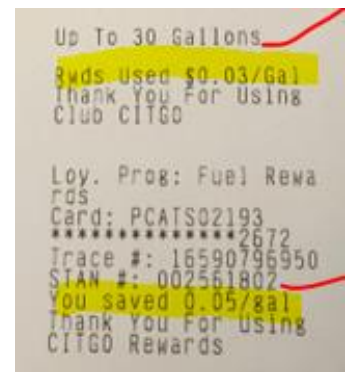 Up To 30 Gallons
Rwds Used $0.03/Gal
Thank You For Using
Club CITGO
Loy. Prog: Fuel Rewa
rds
Card: PCATS02193
**************2672
Trace #: 16590796950
STAN #: 002561802
You saved 0.05/gal
Thank You For Using
CITGO Rewards